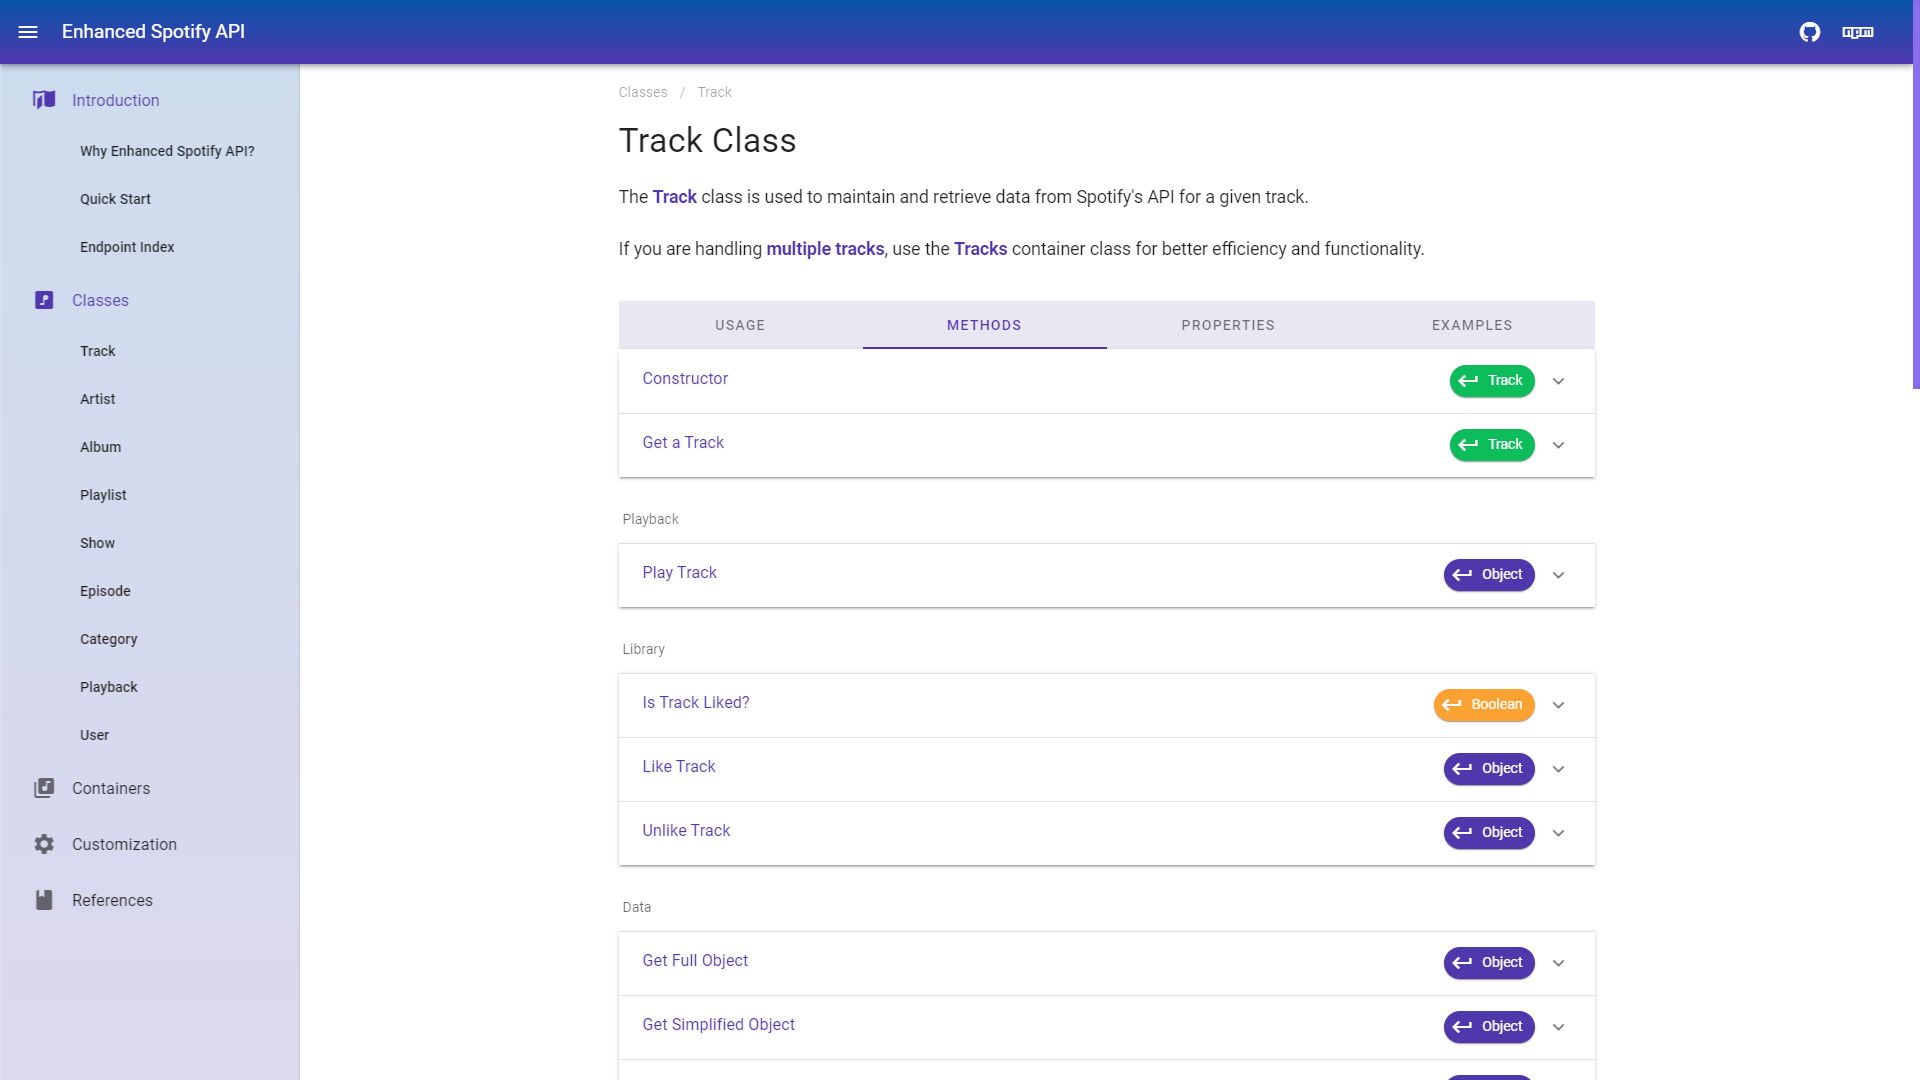 Enhanced Spotify API
npm
Introduction
Why Enhanced Spotify API?
Quick Start
Endpoint Index
Classes
Track
Artist
Album
Playlist
Show
Episode
Category
Playback
User
Containers
Customization
References
Classes / Track
Track Class
The Track class is used to maintain and retrieve data from Spotify's API for a given track.
If you are handling multiple tracks, use the Tracks container class for better efficiency and functionality.
USAGE METHODS PROPERTIES EXAMPLES
Constructor Track
Get a Track Track
Playback
Play Track Object
Library
Is Track Liked? Boolean
Like Track Object
Unlike Track Object
Data
Get Full Object Object
Get Simplified Object Object